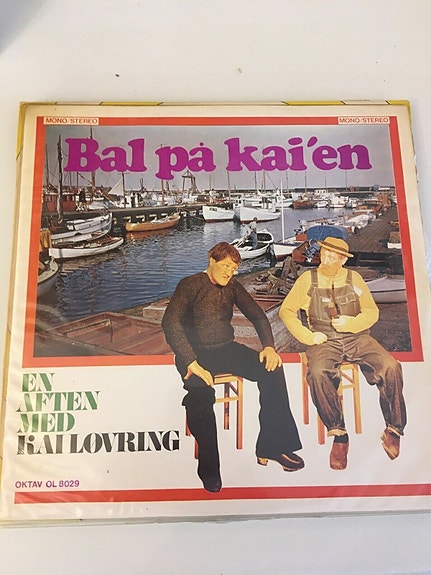 MONO/STEREO
MONO/STEREO
Bal på kai'en
EN
AFTEN
MED
KAI LØVRING
OKTAV OL 8029